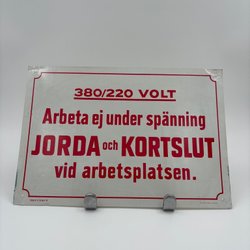 380/220 VOLT
Arbeta ej under spänning
JORDA och KORTSLUT
vid arbetsplatsen.